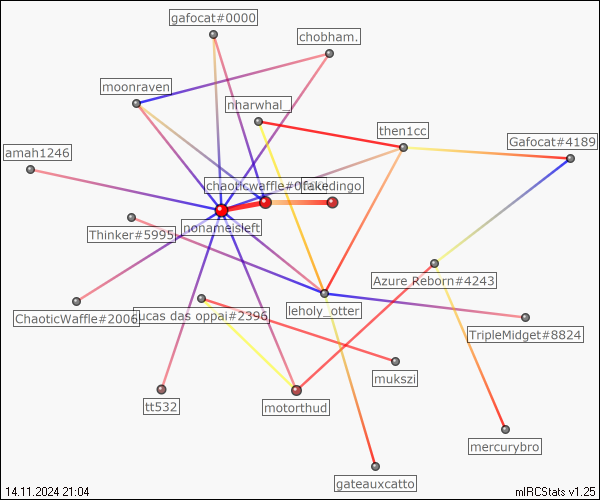 gafocat#0000
chobham.
moonraven
nharwhal_
then1cc
Gafocat#4189
amah1246
chaoticwaffle#0
fakedingo
nonameisleft
Thinker#5995
Azure Reborn#4243
ChaoticWaffle#2006
ucas das oppai#2396
leholy_otter
TripleMidget#8824
mukszi
tt532
motorthud
mercurybro
gateauxcatto
14.11.2024 21:04
mIRCStats v1.25